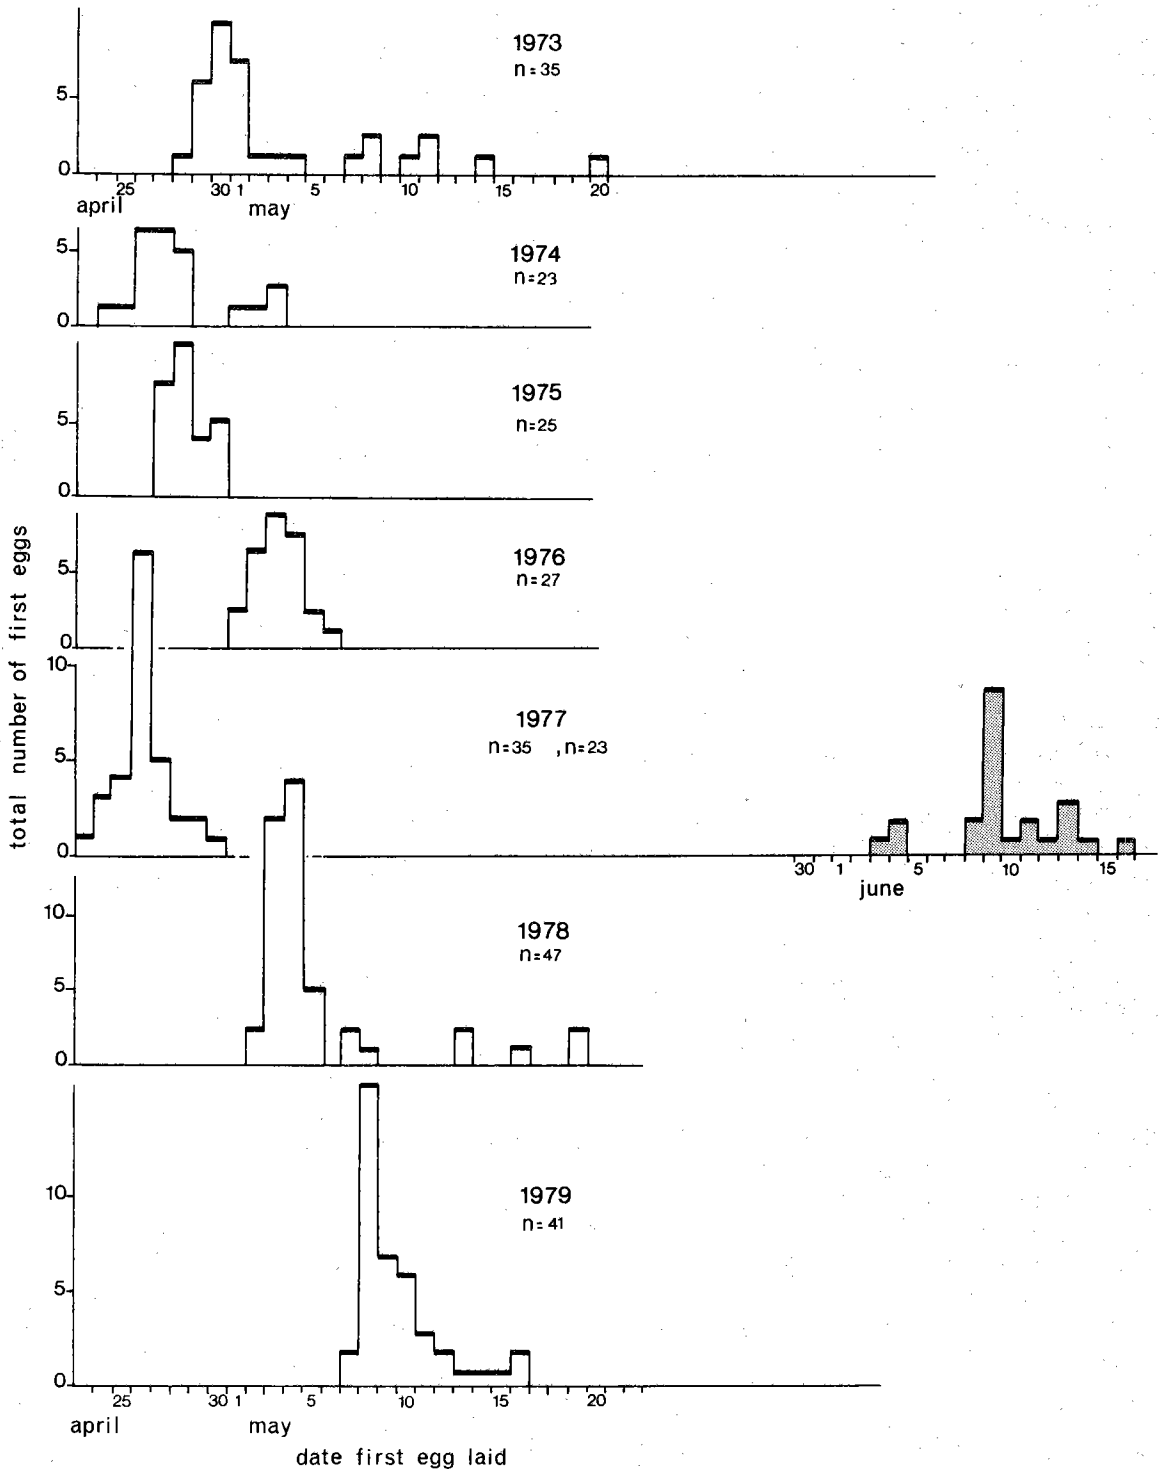 1973
n=35
5
0
25 30 1 5 10 15 20
april may
1974
n=23
5
0
1975
n=25
5
0
1976
n=27
5
0
total number of first eggs
1977
n=35 ,n=23
10
5
0
30 1 5 10 15
june
1978
n=47
10
5
0
1979
n=41
10
5
0
25 30 1 5 10 15 20
april may
date first egg laid